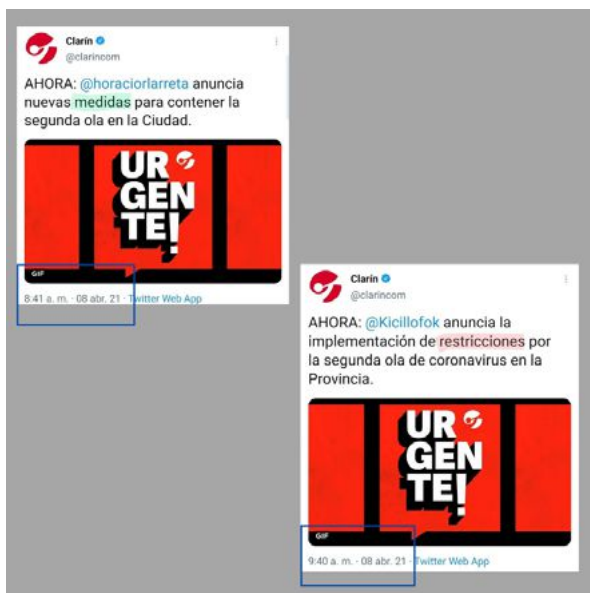 Clarín
@clarincom
AHORA: @horaciorlarreta anuncia
nuevas medidas para contener la
segunda ola en la Ciudad.
UR
GEN
TE!
GIF
8:41 a. m. · 08 abr. 21 · Twitter Web App
Clarín
@clarincom
AHORA: @Kicillofok anuncia la
implementación de restricciones por
la segunda ola de coronavirus en la
Provincia.
UR
GEN
TE!
GIF
9:40 a. m. · 08 abr. 21 · Twitter Web App